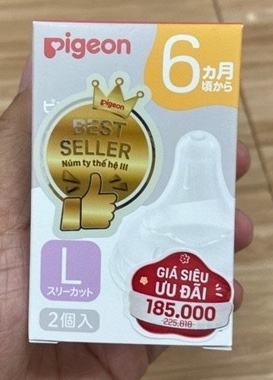 pigeon
6
カ月
頃から
Pigeon
BEST
SELLER
Núm ty thế hệ III
L
スリーカット
2個入
GIÁ SIÊU
ƯU ĐÃI
185.000
225.818